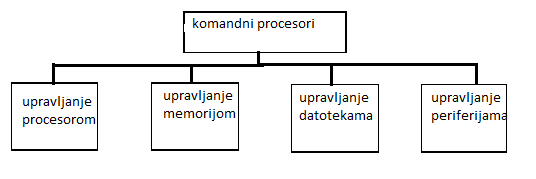 komandni procesori
upravljanje
procesorom
upravljanje
memorijom
upravljanje
datotekama
upravljanje
periferijama